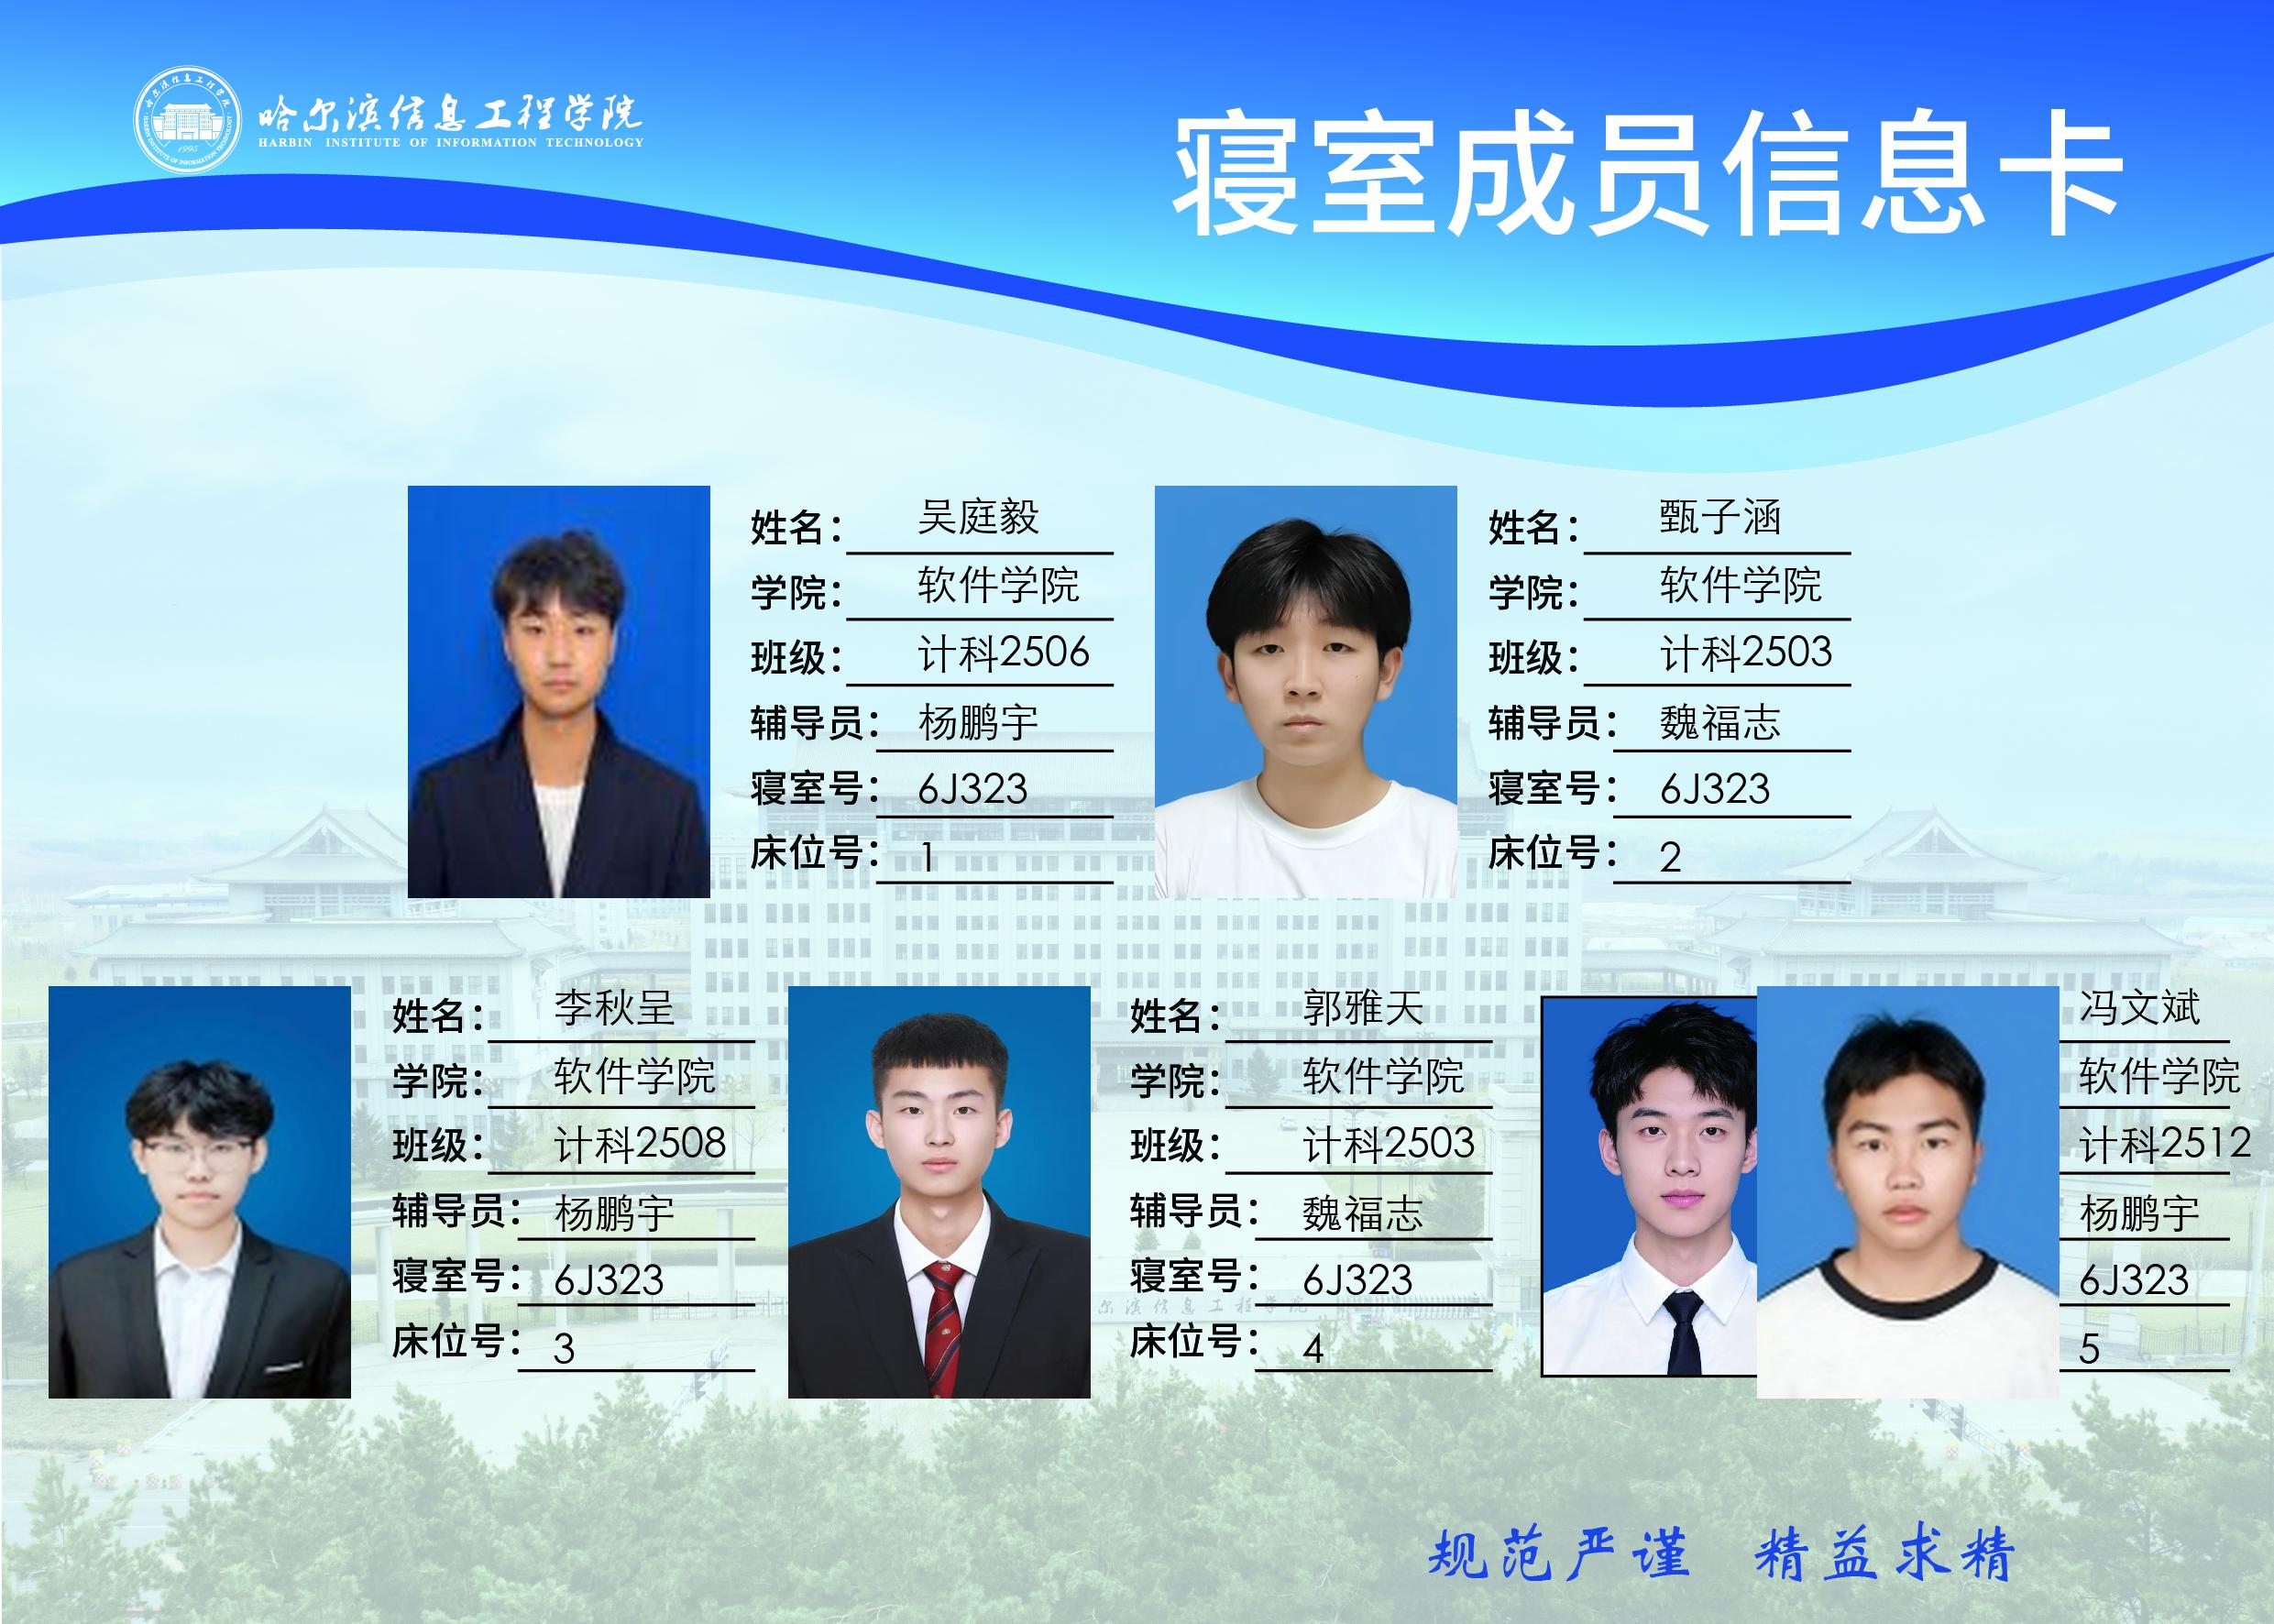 哈尔滨信息工程学院
HARBIN INSTITUTE OF INFORMATION TECHNOLOGY
1995
寝室成员信息卡
姓名： 吴庭毅
学院： 软件学院
班级： 计科2506
辅导员： 杨鹏宇
寝室号： 6J323
床位号： 1
姓名： 甄子涵
学院： 软件学院
班级： 计科2503
辅导员： 魏福志
寝室号： 6J323
床位号： 2
姓名： 李秋呈
学院： 软件学院
班级： 计科2508
辅导员： 杨鹏宇
寝室号： 6J323
床位号： 3
姓名： 郭雅天
学院： 软件学院
班级： 计科2503
辅导员： 魏福志
寝室号： 6J323
床位号： 4
冯文斌
软件学院
计科2512
杨鹏宇
6J323
5
规范严谨 精益求精